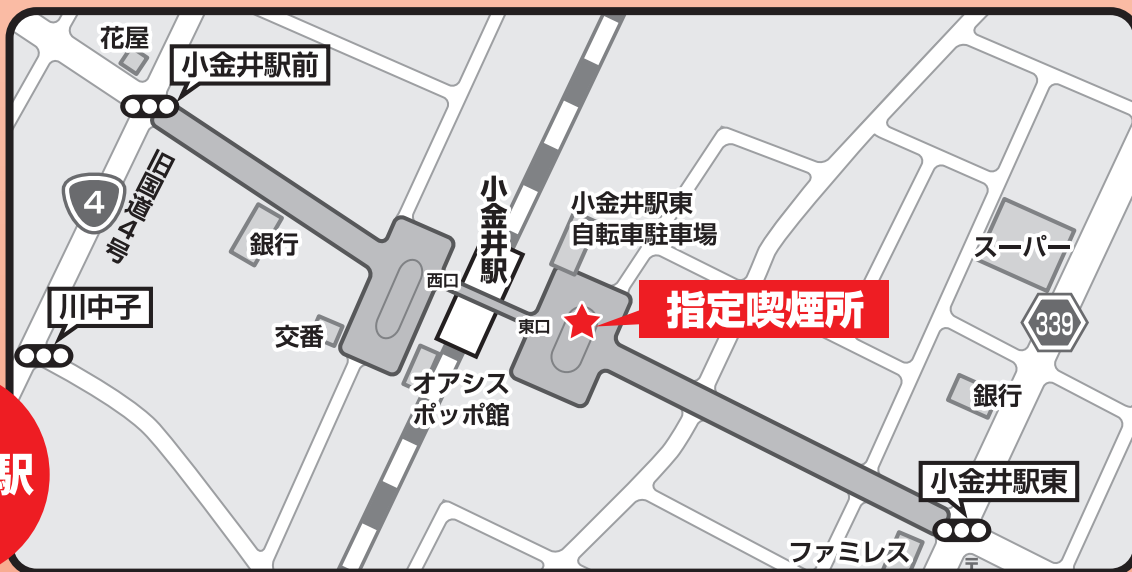 花屋
小金井駅前
4
旧国道4号
銀行
川中子
交番
小金井駅
西口
東口
小金井駅東
自転車駐車場
指定喫煙所
オアシス
ポッポ館
スーパー
339
銀行
小金井駅東
ファミレス
〒
駅